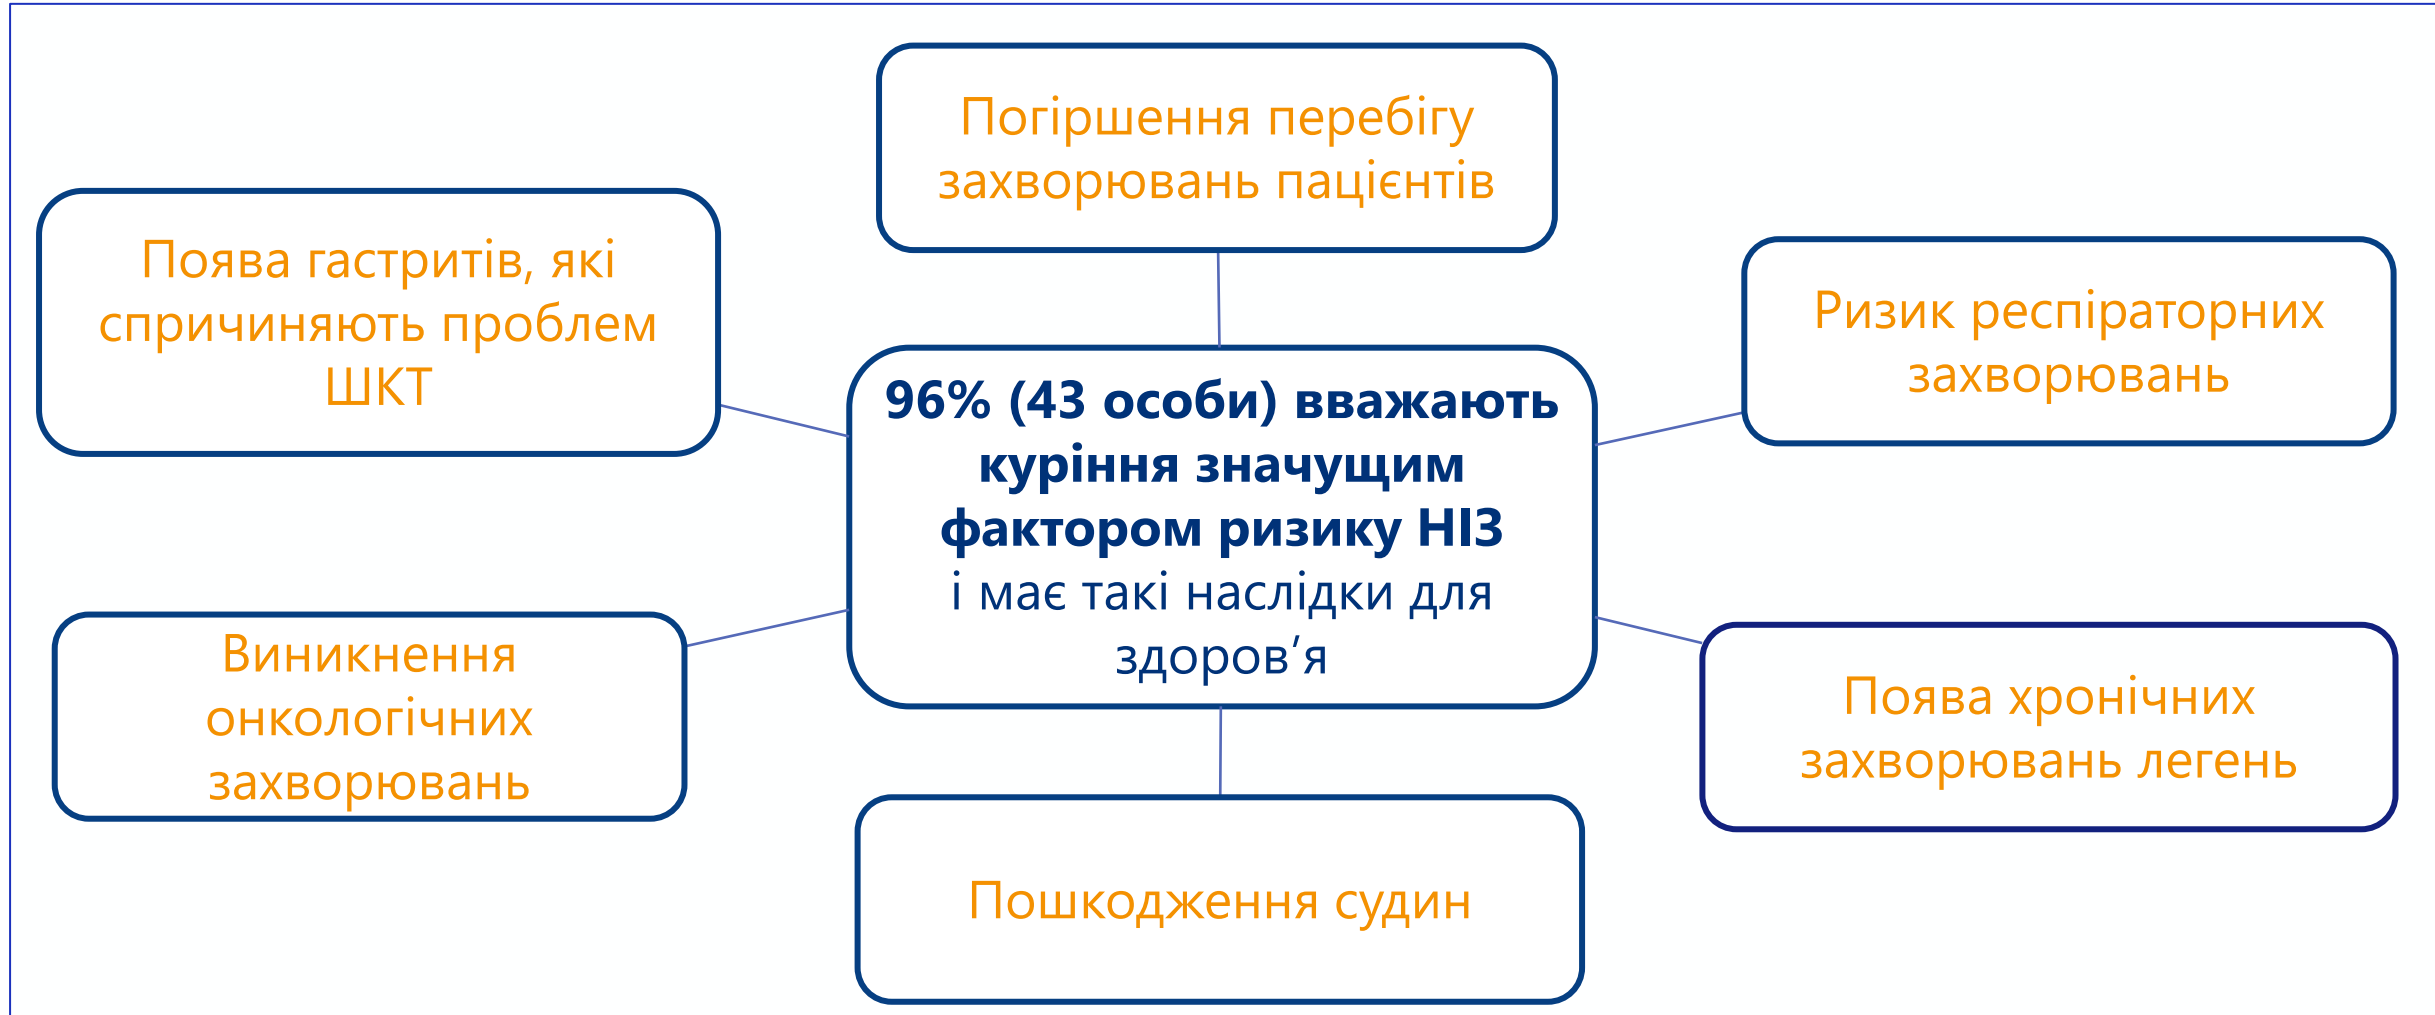 Погіршення перебігу
захворювань пацієнтів
Поява гастритів, які
спричиняють проблем
ШКТ
Ризик респіраторних
захворювань
96% (43 особи) вважають
куріння значущим
фактором ризику НІЗ
і має такі наслідки для
здоров’я
Виникнення
онкологічних
захворювань
Поява хронічних
захворювань легень
Пошкодження судин